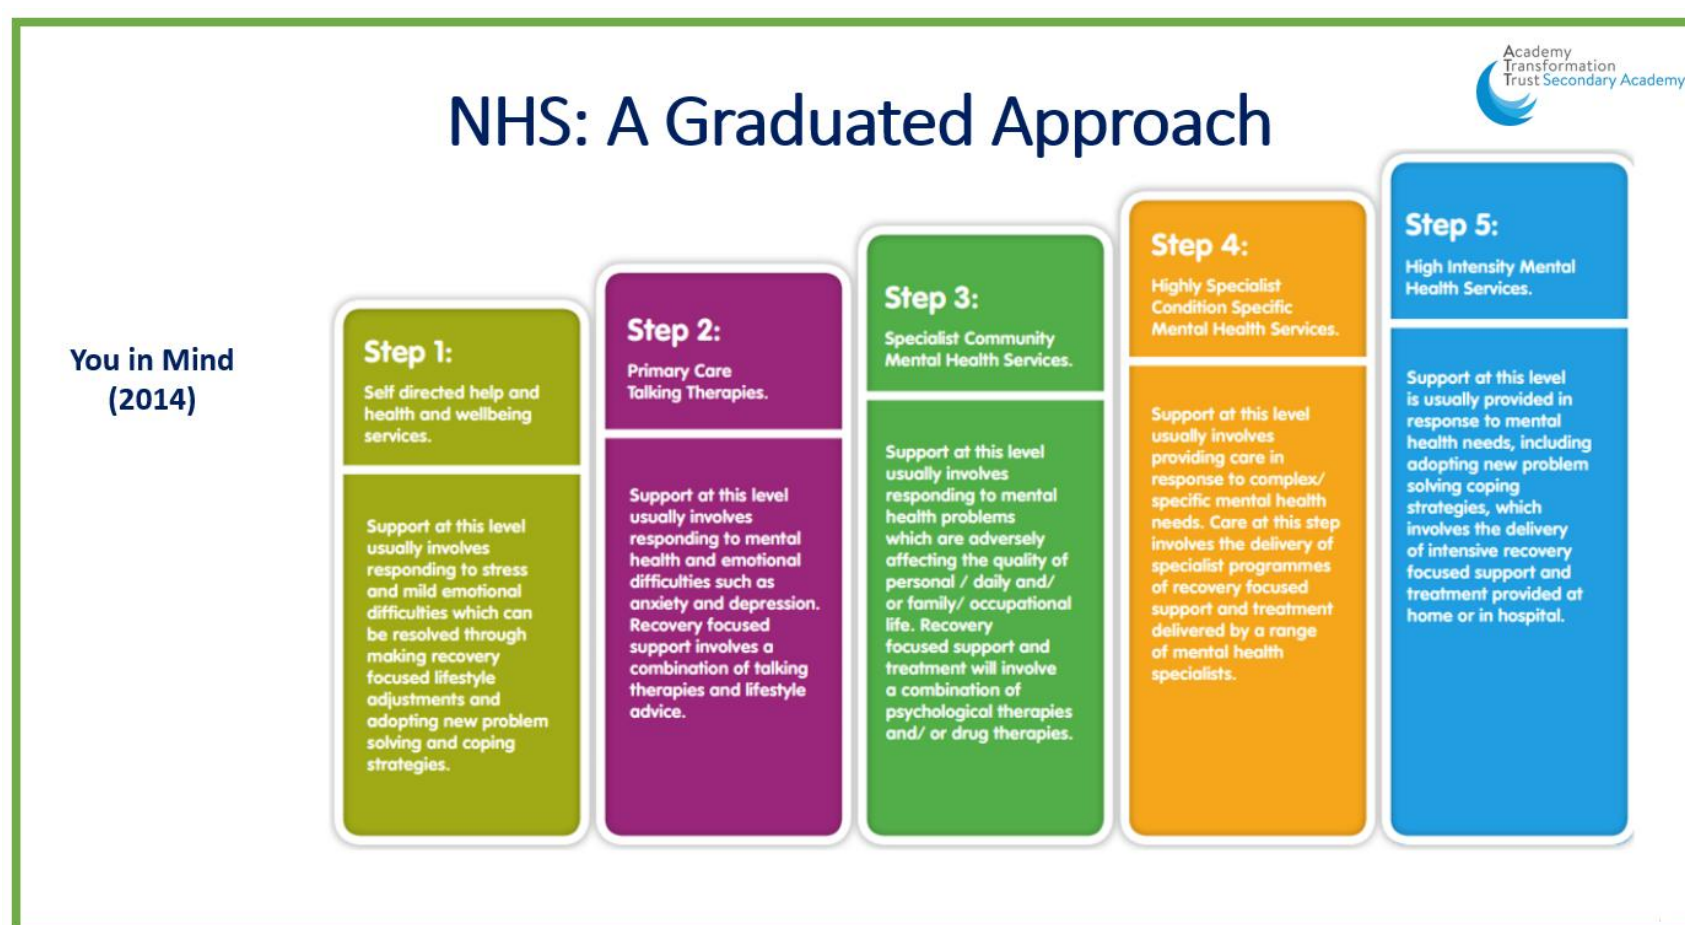 Academy
Transformation
Trust Secondary Academy
NHS: A Graduated Approach
You in Mind
(2014)
Step 1:
Self directed help and
health and wellbeing
services.
Support at this level
usually involves
responding to stress
and mild emotional
difficulties which can
be resolved through
making recovery
focused lifestyle
adjustments and
adopting new problem
solving and coping
strategies.
Step 2:
Primary Care
Talking Therapies.
Support at this level
usually involves
responding to mental
health and emotional
difficulties such as
anxiety and depression.
Recovery focused
support involves a
combination of talking
therapies and lifestyle
advice.
Step 3:
Specialist Community
Mental Health Services.
Support at this level
usually involves
responding to mental
health problems
which are adversely
affecting the quality of
personal / daily and/
or family/ occupational
life. Recovery
focused support and
treatment will involve
a combination of
psychological therapies
and/ or drug therapies.
Step 4:
Highly Specialist
Condition Specific
Mental Health Services.
Support at this level
usually involves
providing care in
response to complex/
specific mental health
needs. Care at this step
involves the delivery of
specialist programmes
of recovery focused
support and treatment
delivered by a range
of mental health
specialists.
Step 5:
High Intensity Mental
Health Services.
Support at this level
is usually provided in
response to mental
health needs, including
adopting new problem
solving coping
strategies, which
involves the delivery
of intensive recovery
focused support and
treatment provided at
home or in hospital.